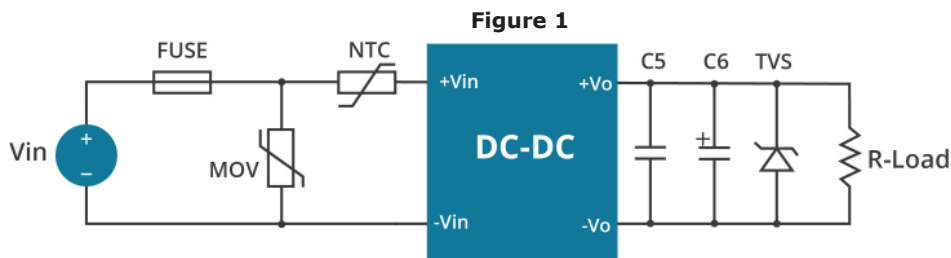 Figure 1
FUSE
NTC
C5
C6
TVS
+Vin
+Vo
+
Vin
+
−
MOV
DC-DC
R-Load
-Vin
-Vo